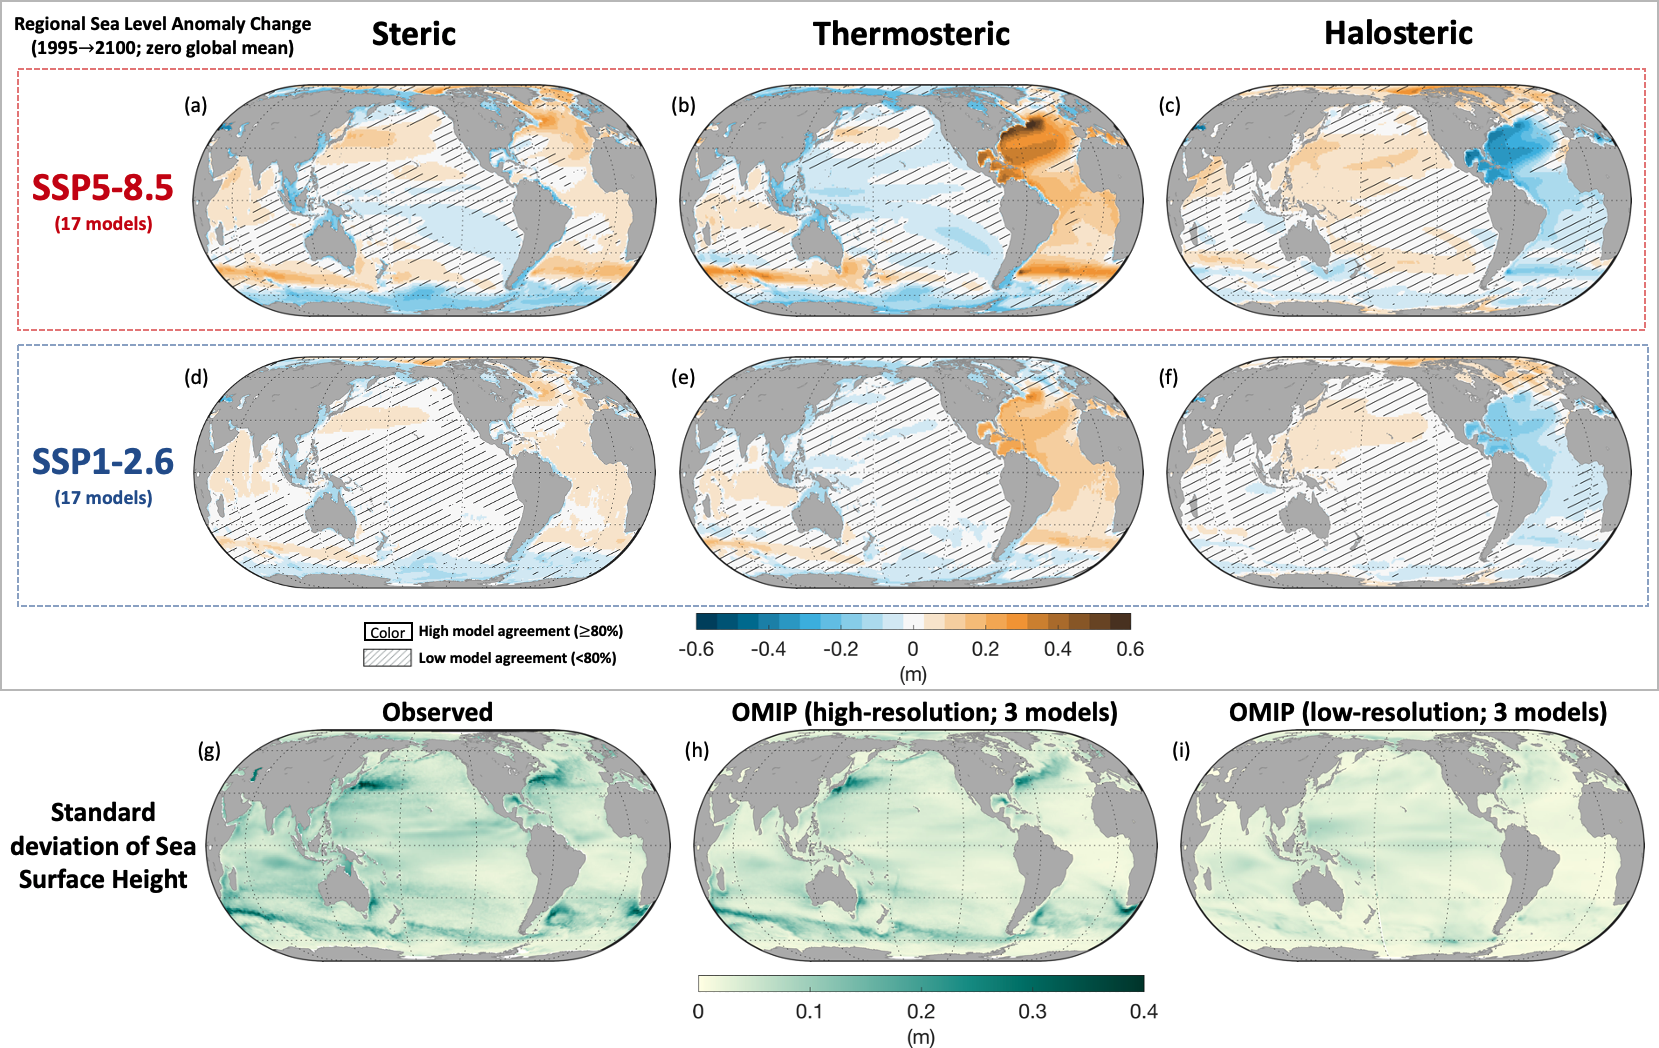 Regional Sea Level Anomaly Change
(1995→2100; zero global mean)
Steric
Thermosteric
Halosteric
(a)
(b)
(c)
SSP5-8.5
(17 models)
(d)
(e)
(f)
SSP1-2.6
(17 models)
Color High model agreement (≥80%)
Low model agreement (<80%)
-0.6 -0.4 -0.2 0 0.2 0.4 0.6
(m)
Observed
OMIP (high-resolution; 3 models)
OMIP (low-resolution; 3 models)
(g)
(h)
(i)
Standard
deviation of Sea
Surface Height
0 0.1 0.2 0.3 0.4
(m)